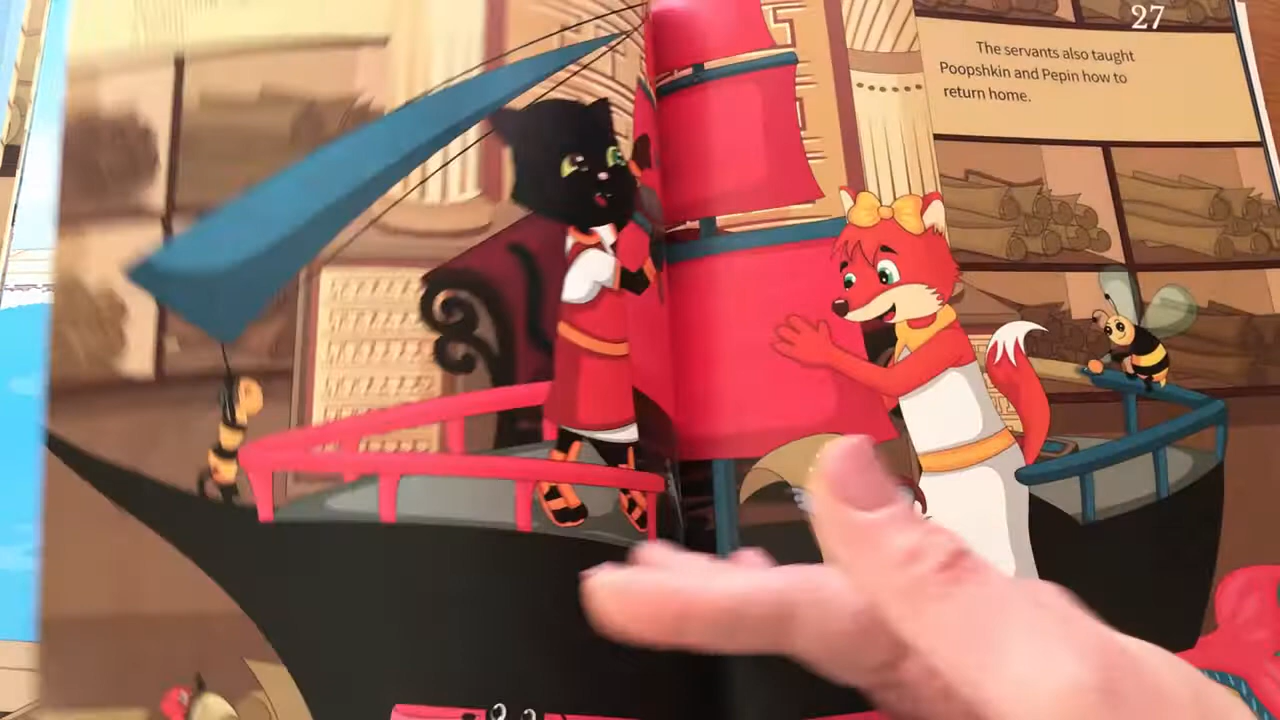 27
The servants also taught
Poopshkin and Pepin how to
return home.